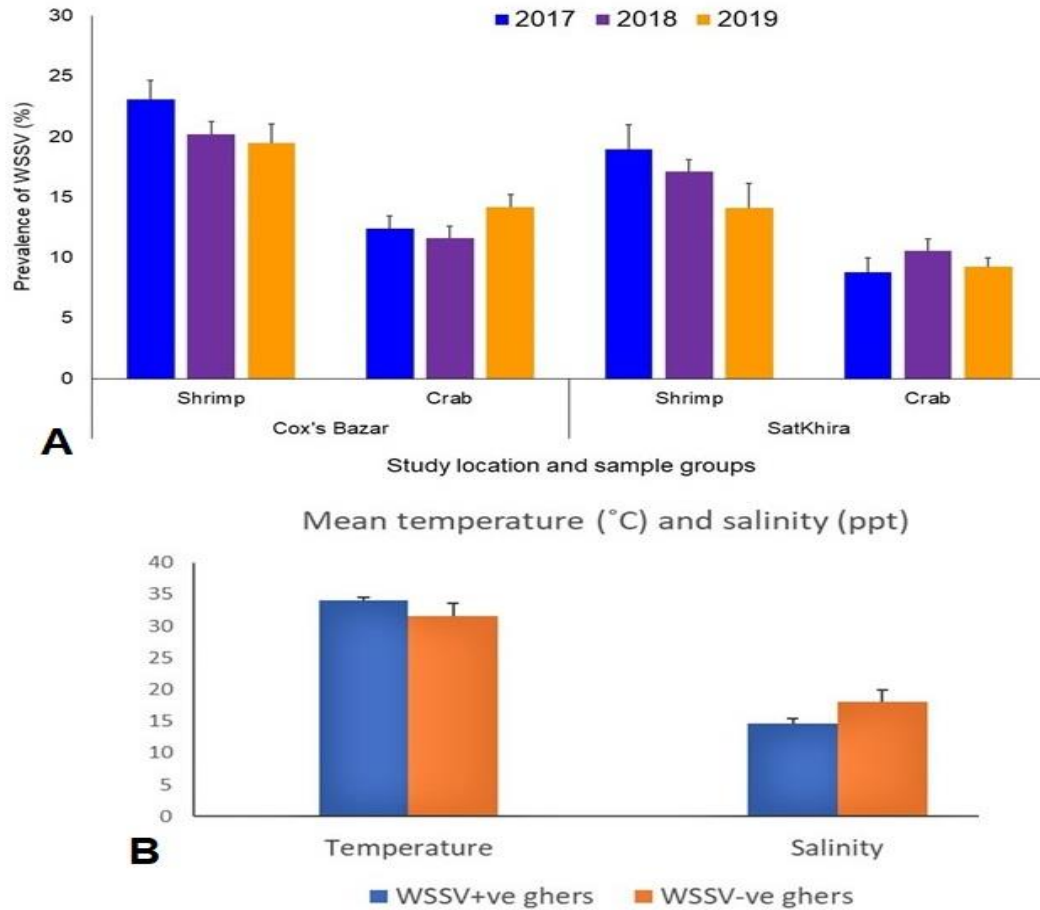 2017 2018 2019
Prevalence of WSSV (%)
30
25
20
15
10
5
0
Shrimp Crab Shrimp Crab
Cox's Bazar SatKhira
A
Study location and sample groups
Mean temperature (˚C) and salinity (ppt)
40
35
30
25
20
15
10
5
0
B
Temperature Salinity
WSSV+ve ghers WSSV-ve ghers